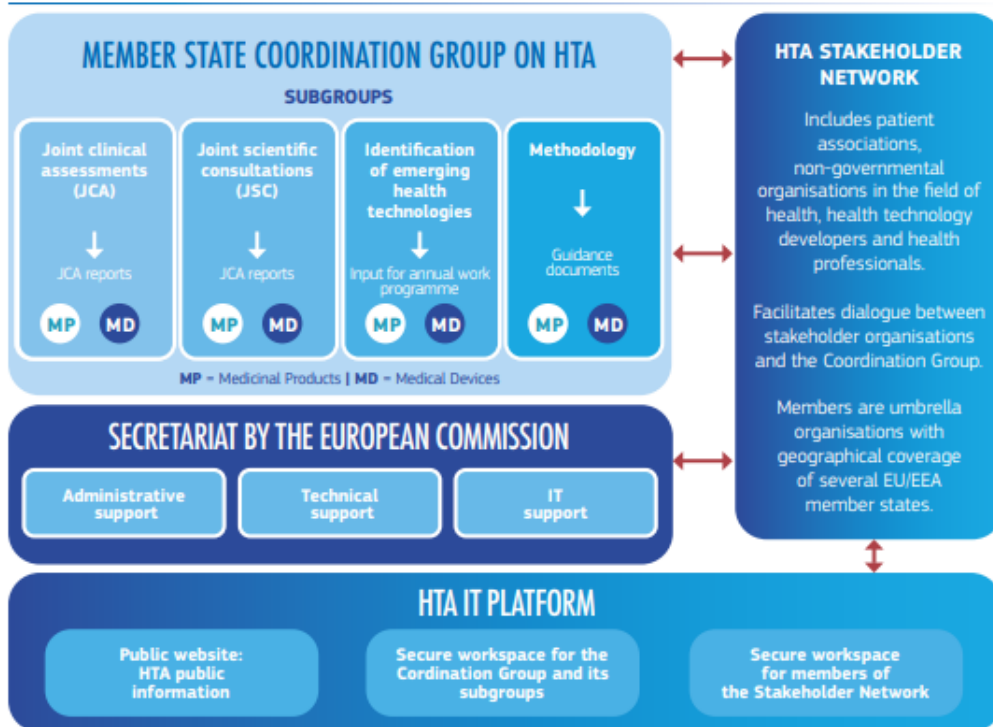 MEMBER STATE COORDINATION GROUP ON HTA
SUBGROUPS
Joint clinical
assessments
(JCA)
JCA reports
MP MD
Joint scientific
consultations
(JSC)
JCA reports
MP MD
Identification
of emerging
health
technologies
Input for annual work
programme
MP MD
Methodology
Guidance
documents
MP MD
MP = Medicinal Products | MD = Medical Devices
HTA STAKEHOLDER
NETWORK
Includes patient
associations,
non-governmental
organisations in the field of
health, health technology
developers and health
professionals.
Facilitates dialogue between
stakeholder organisations
and the Coordination Group.
Members are umbrella
organisations with
geographical coverage
of several EU/EEA
member states.
SECRETARIAT BY THE EUROPEAN COMMISSION
Administrative
support
Technical
support
IT
support
HTA IT PLATFORM
Public website:
HTA public
information
Secure workspace for the
Cordination Group and its
subgroups
Secure workspace
for members of
the Stakeholder Network